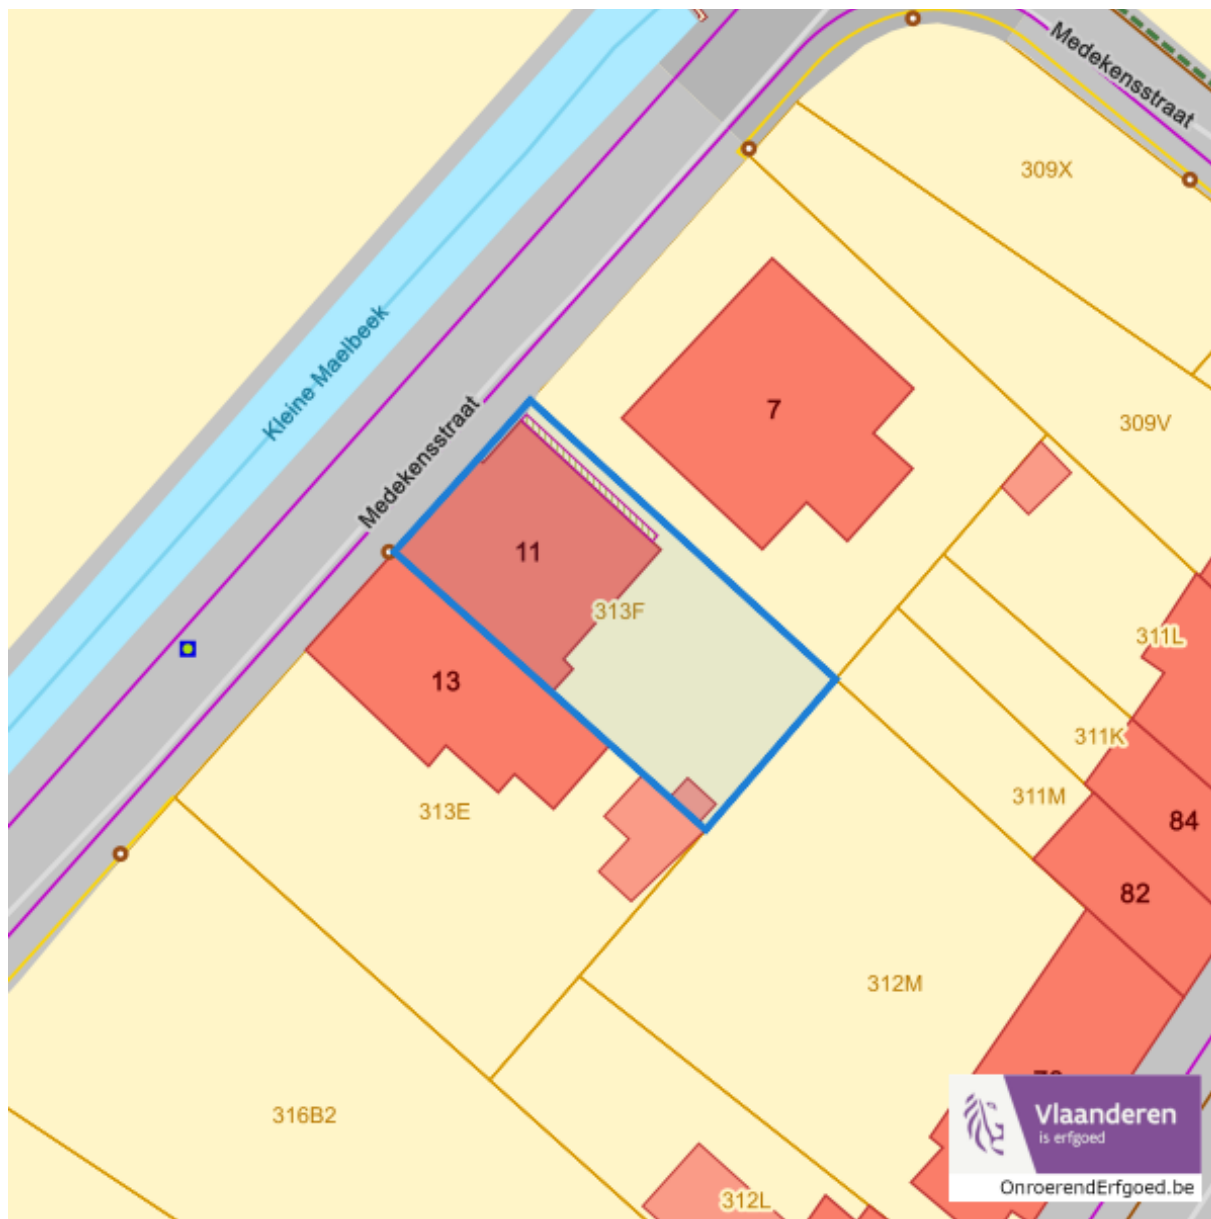 Medekensstraat
309X
Kleine Maelbeek
7
309V
Medekensstraat
11
313F
311L
13
311K
311M
313E
84
82
312M
Vlaanderen
is erfgoed
316B2
OnroerendErfgoed.be
312L